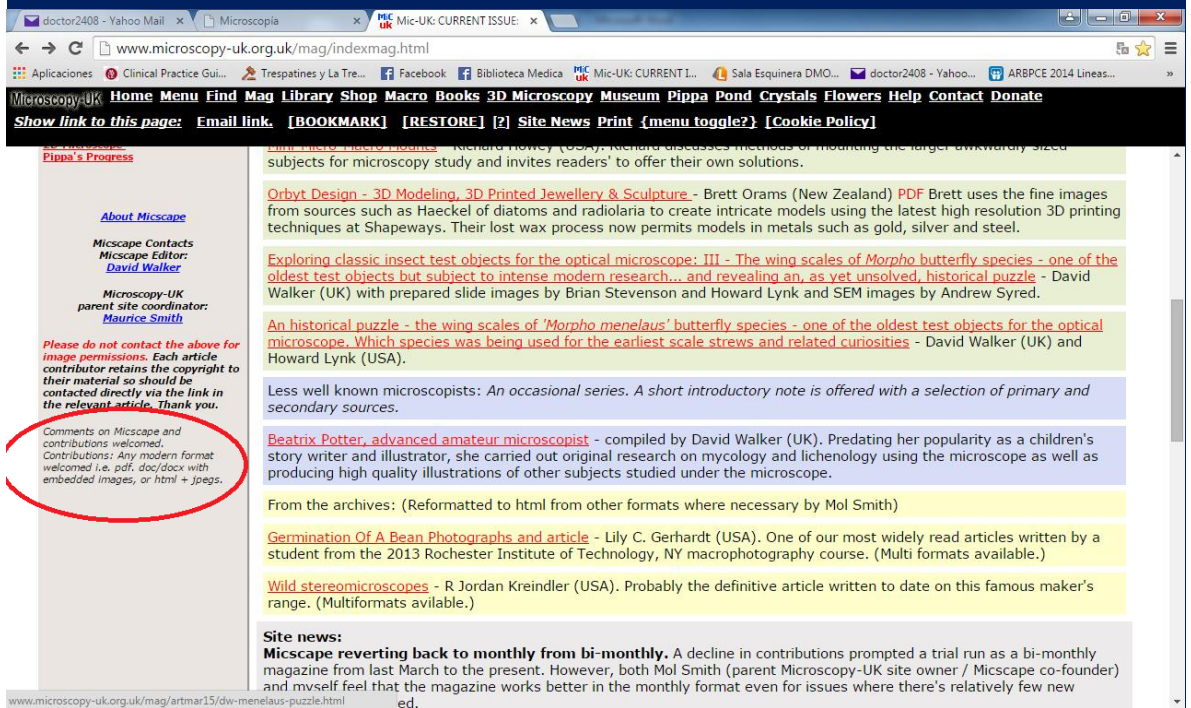 doctor2408 - Yahoo Mail
Microscopía
Mic-UK: CURRENT ISSUE:
www.microscopy-uk.org.uk/mag/indexmag.html
Aplicaciones
Clinical Practice Gui...
Trespatines y La Tre...
Facebook
Biblioteca Medica
Mic-UK: CURRENT I...
Sala Esquinera DMO...
doctor2408 - Yahoo...
ARBPCE 2014 Lineas...
»
Microscopy-UK Home Menu Find Mag Library Shop Macro Books 3D Microscopy Museum Pippa Pond Crystals Flowers Help Contact Donate
Show link to this page: Email link. [BOOKMARK] [RESTORE] [?] Site News Print {menu toggle?} [Cookie Policy]
Pippa's Progress
About Micscape
Micscape Contacts
Micscape Editor:
David Walker
Microscopy-UK
parent site coordinator:
Maurice Smith
Please do not contact the above for
image permissions. Each article
contributor retains the copyright to
their material so should be
contacted directly via the link in
the relevant article. Thank you.
Comments on Micscape and
contributions welcomed.
Contributions: Any modern format
welcomed i.e. pdf. doc/docx with
embedded images, or html + jpegs.
Mini-Micro-Macro Mounts - Richard Howey (USA). Richard discusses methods of mounting the larger awkwardly sized
subjects for microscopy study and invites readers' to offer their own solutions.
Orbyt Design - 3D Modeling, 3D Printed Jewellery & Sculpture - Brett Orams (New Zealand) PDF Brett uses the fine images
from sources such as Haeckel of diatoms and radiolaria to create intricate models using the latest high resolution 3D printing
techniques at Shapeways. Their lost wax process now permits models in metals such as gold, silver and steel.
Exploring classic insect test objects for the optical microscope: III - The wing scales of Morpho butterfly species - one of the
oldest test objects but subject to intense modern research... and revealing an, as yet unsolved, historical puzzle - David
Walker (UK) with prepared slide images by Brian Stevenson and Howard Lynk and SEM images by Andrew Syred.
An historical puzzle - the wing scales of 'Morpho menelaus' butterfly species - one of the oldest test objects for the optical
microscope. Which species was being used for the earliest scale strews and related curiosities - David Walker (UK) and
Howard Lynk (USA).
Less well known microscopists: An occasional series. A short introductory note is offered with a selection of primary and
secondary sources.
Beatrix Potter, advanced amateur microscopist - compiled by David Walker (UK). Predating her popularity as a children's
story writer and illustrator, she carried out original research on mycology and lichenology using the microscope as well as
producing high quality illustrations of other subjects studied under the microscope.
From the archives: (Reformatted to html from other formats where necessary by Mol Smith)
Germination Of A Bean Photographs and article - Lily C. Gerhardt (USA). One of our most widely read articles written by a
student from the 2013 Rochester Institute of Technology, NY macrophotography course. (Multi formats available.)
Wild stereomicroscopes - R Jordan Kreindler (USA). Probably the definitive article written to date on this famous maker's
range. (Multiformats avilable.)
Site news:
Micscape reverting back to monthly from bi-monthly. A decline in contributions prompted a trial run as a bi-monthly
magazine from last March to the present. However, both Mol Smith (parent Microscopy-UK site owner / Micscape co-founder)
and myself feel that the magazine works better in the monthly format even for issues where there's relatively few new
ed.
www.microscopy-uk.org.uk/mag/artmar15/dw-menelaus-puzzle.html